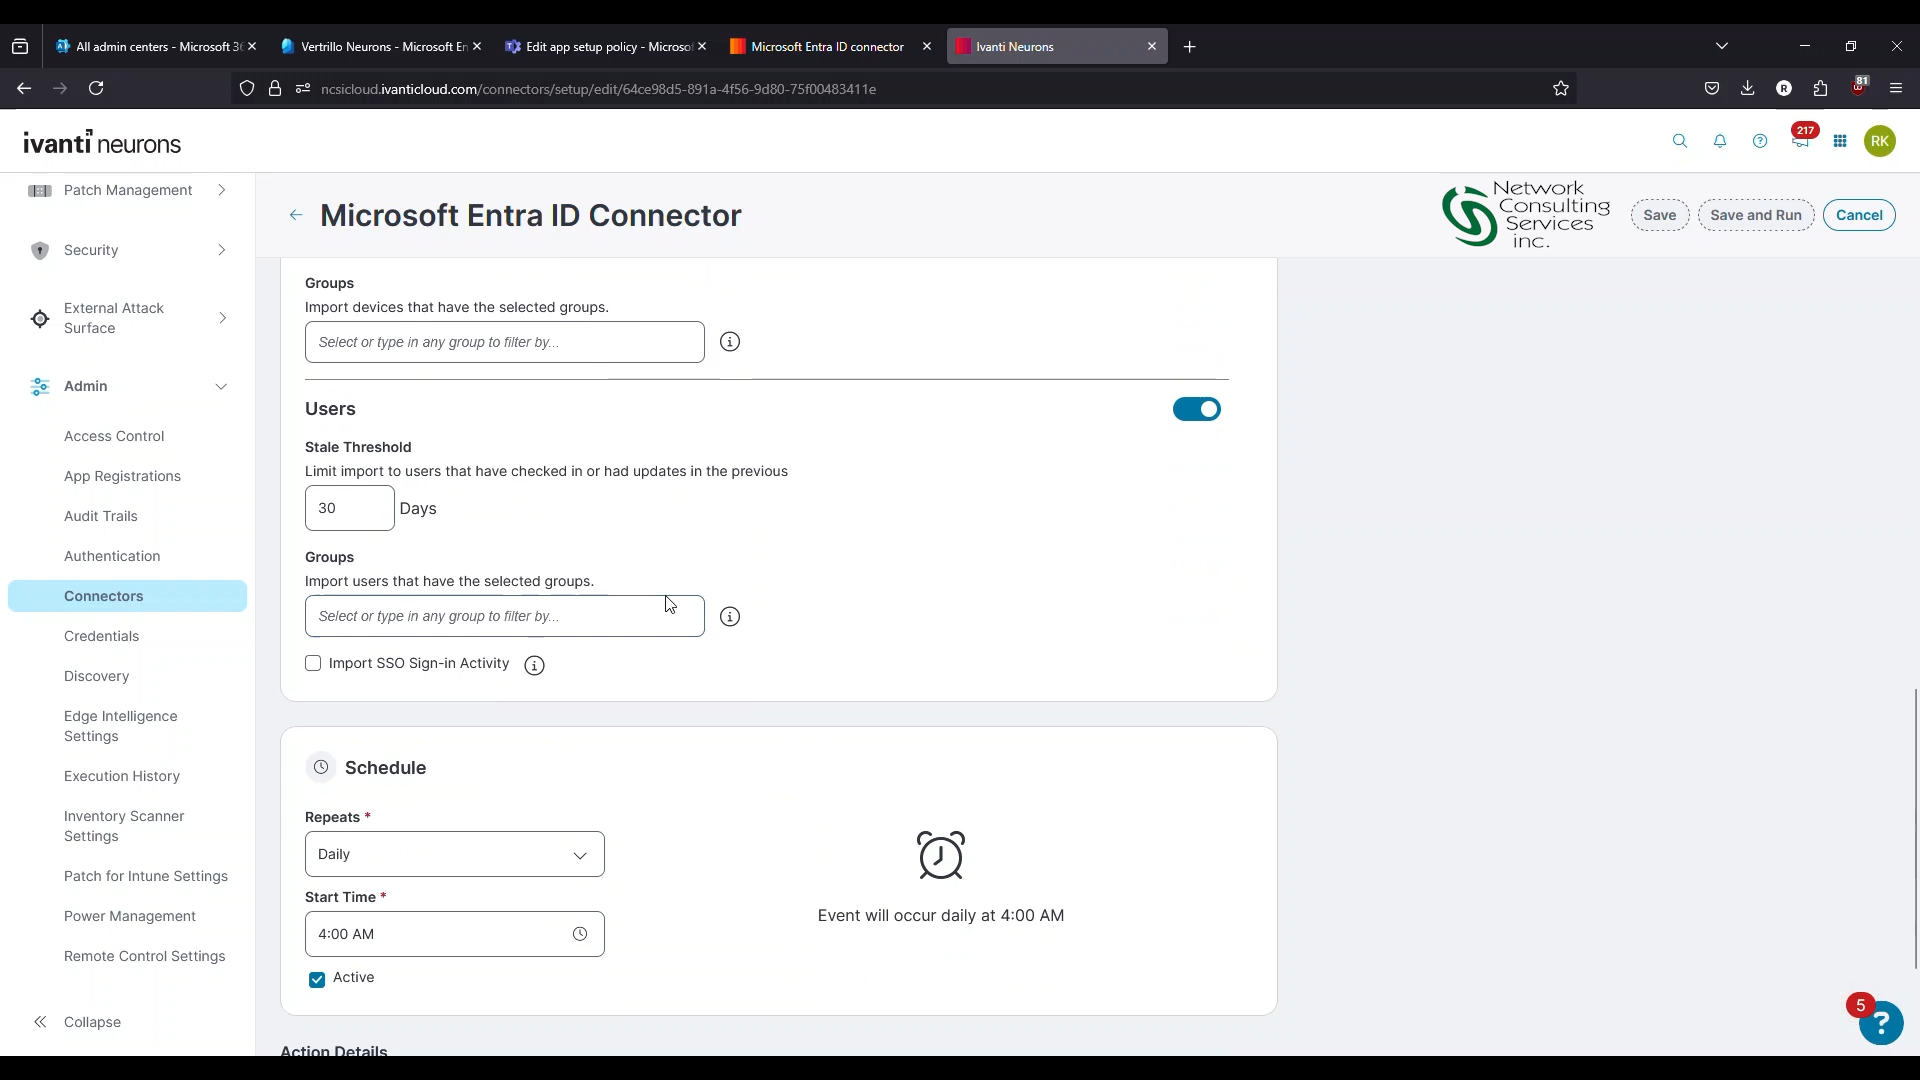 All admin centers - Microsoft 36
Vertrillo Neurons - Microsoft En
Edit app setup policy - Microsof
Microsoft Entra ID connector
Ivanti Neurons
ncsicloud.ivanticloud.com/connectors/setup/edit/64ce98d5-891a-4f56-9d80-75f00483411e
R
81
ivanti neurons
217
RK
Patch Management
Security
External Attack
Surface
Admin
Access Control
App Registrations
Audit Trails
Authentication
Connectors
Credentials
Discovery
Edge Intelligence
Settings
Execution History
Inventory Scanner
Settings
Patch for Intune Settings
Power Management
Remote Control Settings
Collapse
Microsoft Entra ID Connector
Network
Consulting
Services
inc.
Save
Save and Run
Cancel
Groups
Import devices that have the selected groups.
Select or type in any group to filter by...
Users
Stale Threshold
Limit import to users that have checked in or had updates in the previous
30 Days
Groups
Import users that have the selected groups.
Select or type in any group to filter by...
Import SSO Sign-in Activity
Schedule
Repeats *
Daily
Start Time *
4:00 AM
Active
Event will occur daily at 4:00 AM
Action Details
5
?